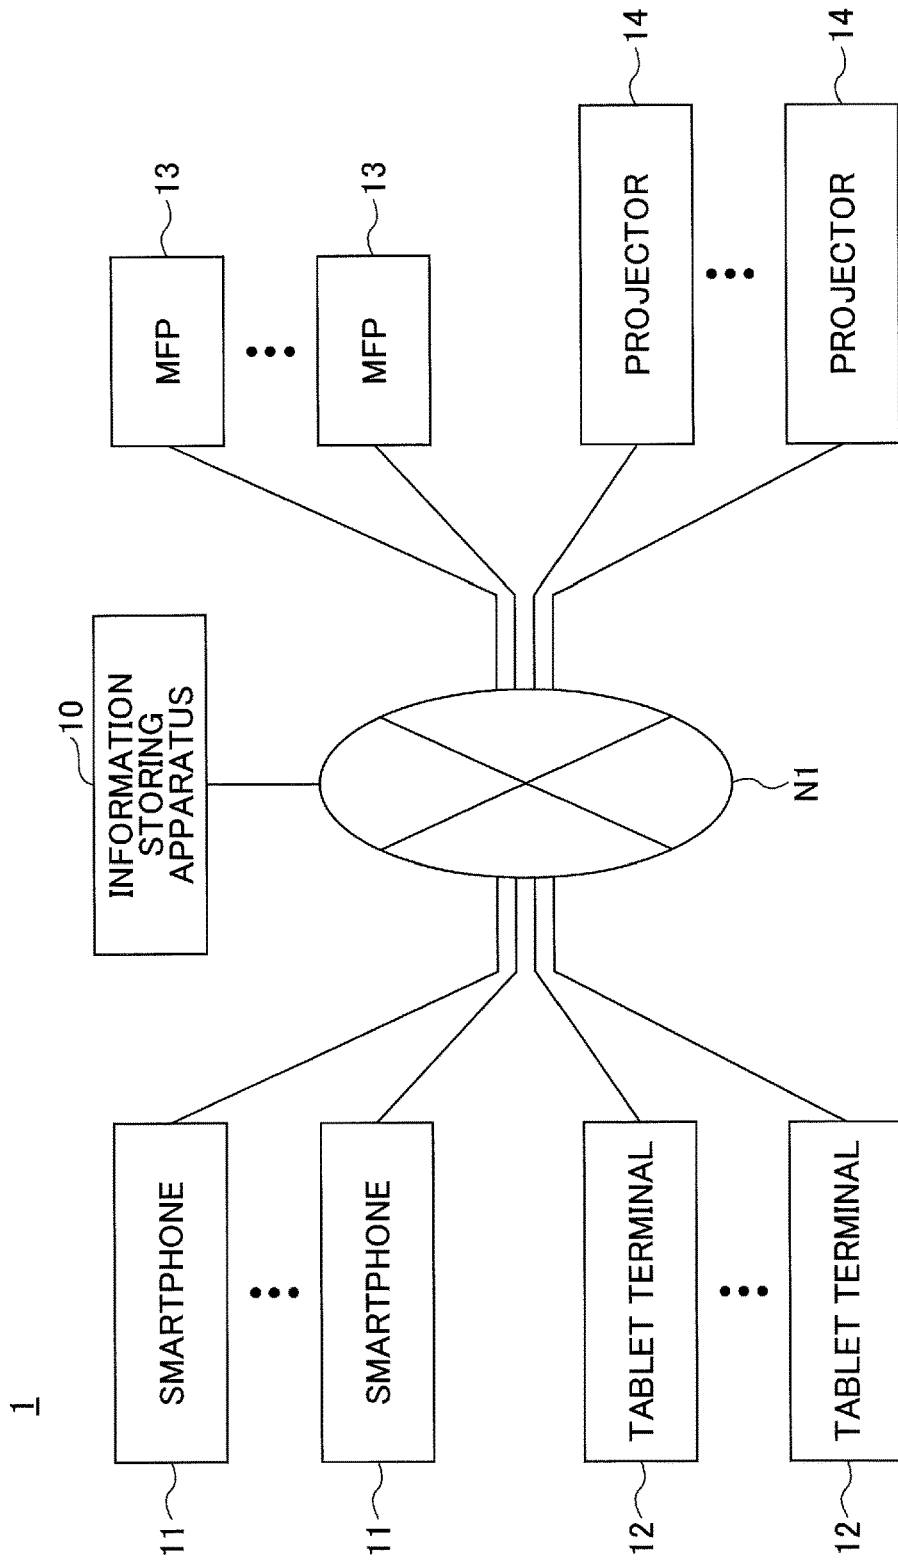 1
10
INFORMATION
STORING
APPARATUS
11
SMARTPHONE
11
SMARTPHONE
12
TABLET TERMINAL
12
TABLET TERMINAL
N1
MFP
13
MFP
13
PROJECTOR
14
PROJECTOR
14